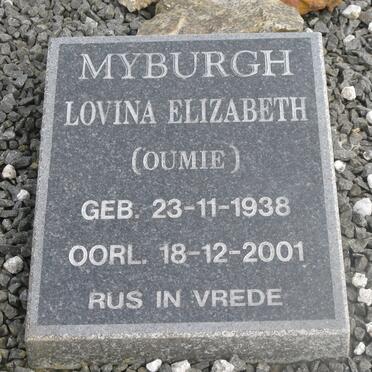 MYBURGH
LOVINA ELIZABETH
(OUMIE)
GEB. 23-11-1938
OORL. 18-12-2001
RUS IN VREDE